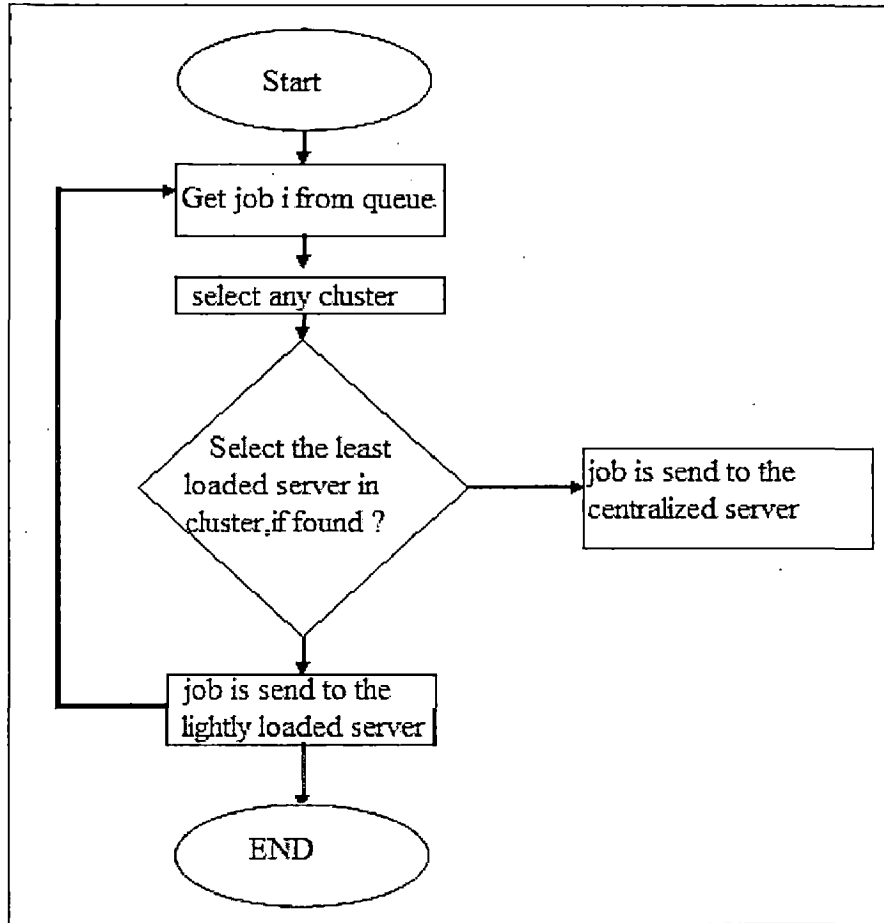 Start
Get job i from queue
select any cluster
Select the least
loaded server in
cluster,if found ?
job is send to the
centralized server
job is send to the
lightly loaded server
END